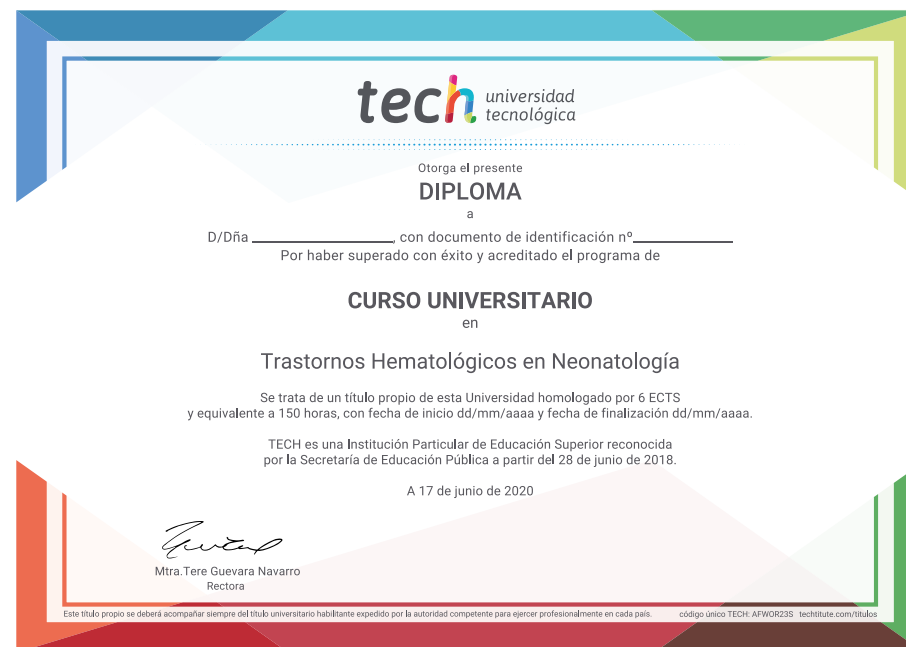 tech universidad
tecnológica
Otorga el presente
DIPLOMA
a
D/Dña ____________________, con documento de identificación nº______________
Por haber superado con éxito y acreditado el programa de
CURSO UNIVERSITARIO
en
Trastornos Hematológicos en Neonatología
Se trata de un título propio de esta Universidad homologado por 6 ECTS
y equivalente a 150 horas, con fecha de inicio dd/mm/aaaa y fecha de finalización dd/mm/aaaa.
TECH es una Institución Particular de Educación Superior reconocida
por la Secretaría de Educación Pública a partir del 28 de junio de 2018.
A 17 de junio de 2020
Mtra.Tere Guevara Navarro
Rectora
Este título propio se deberá acompañar siempre del título universitario habilitante expedido por la autoridad competente para ejercer profesionalmente en cada país. código único TECH: AFWOR23S techtitute.com/títulos